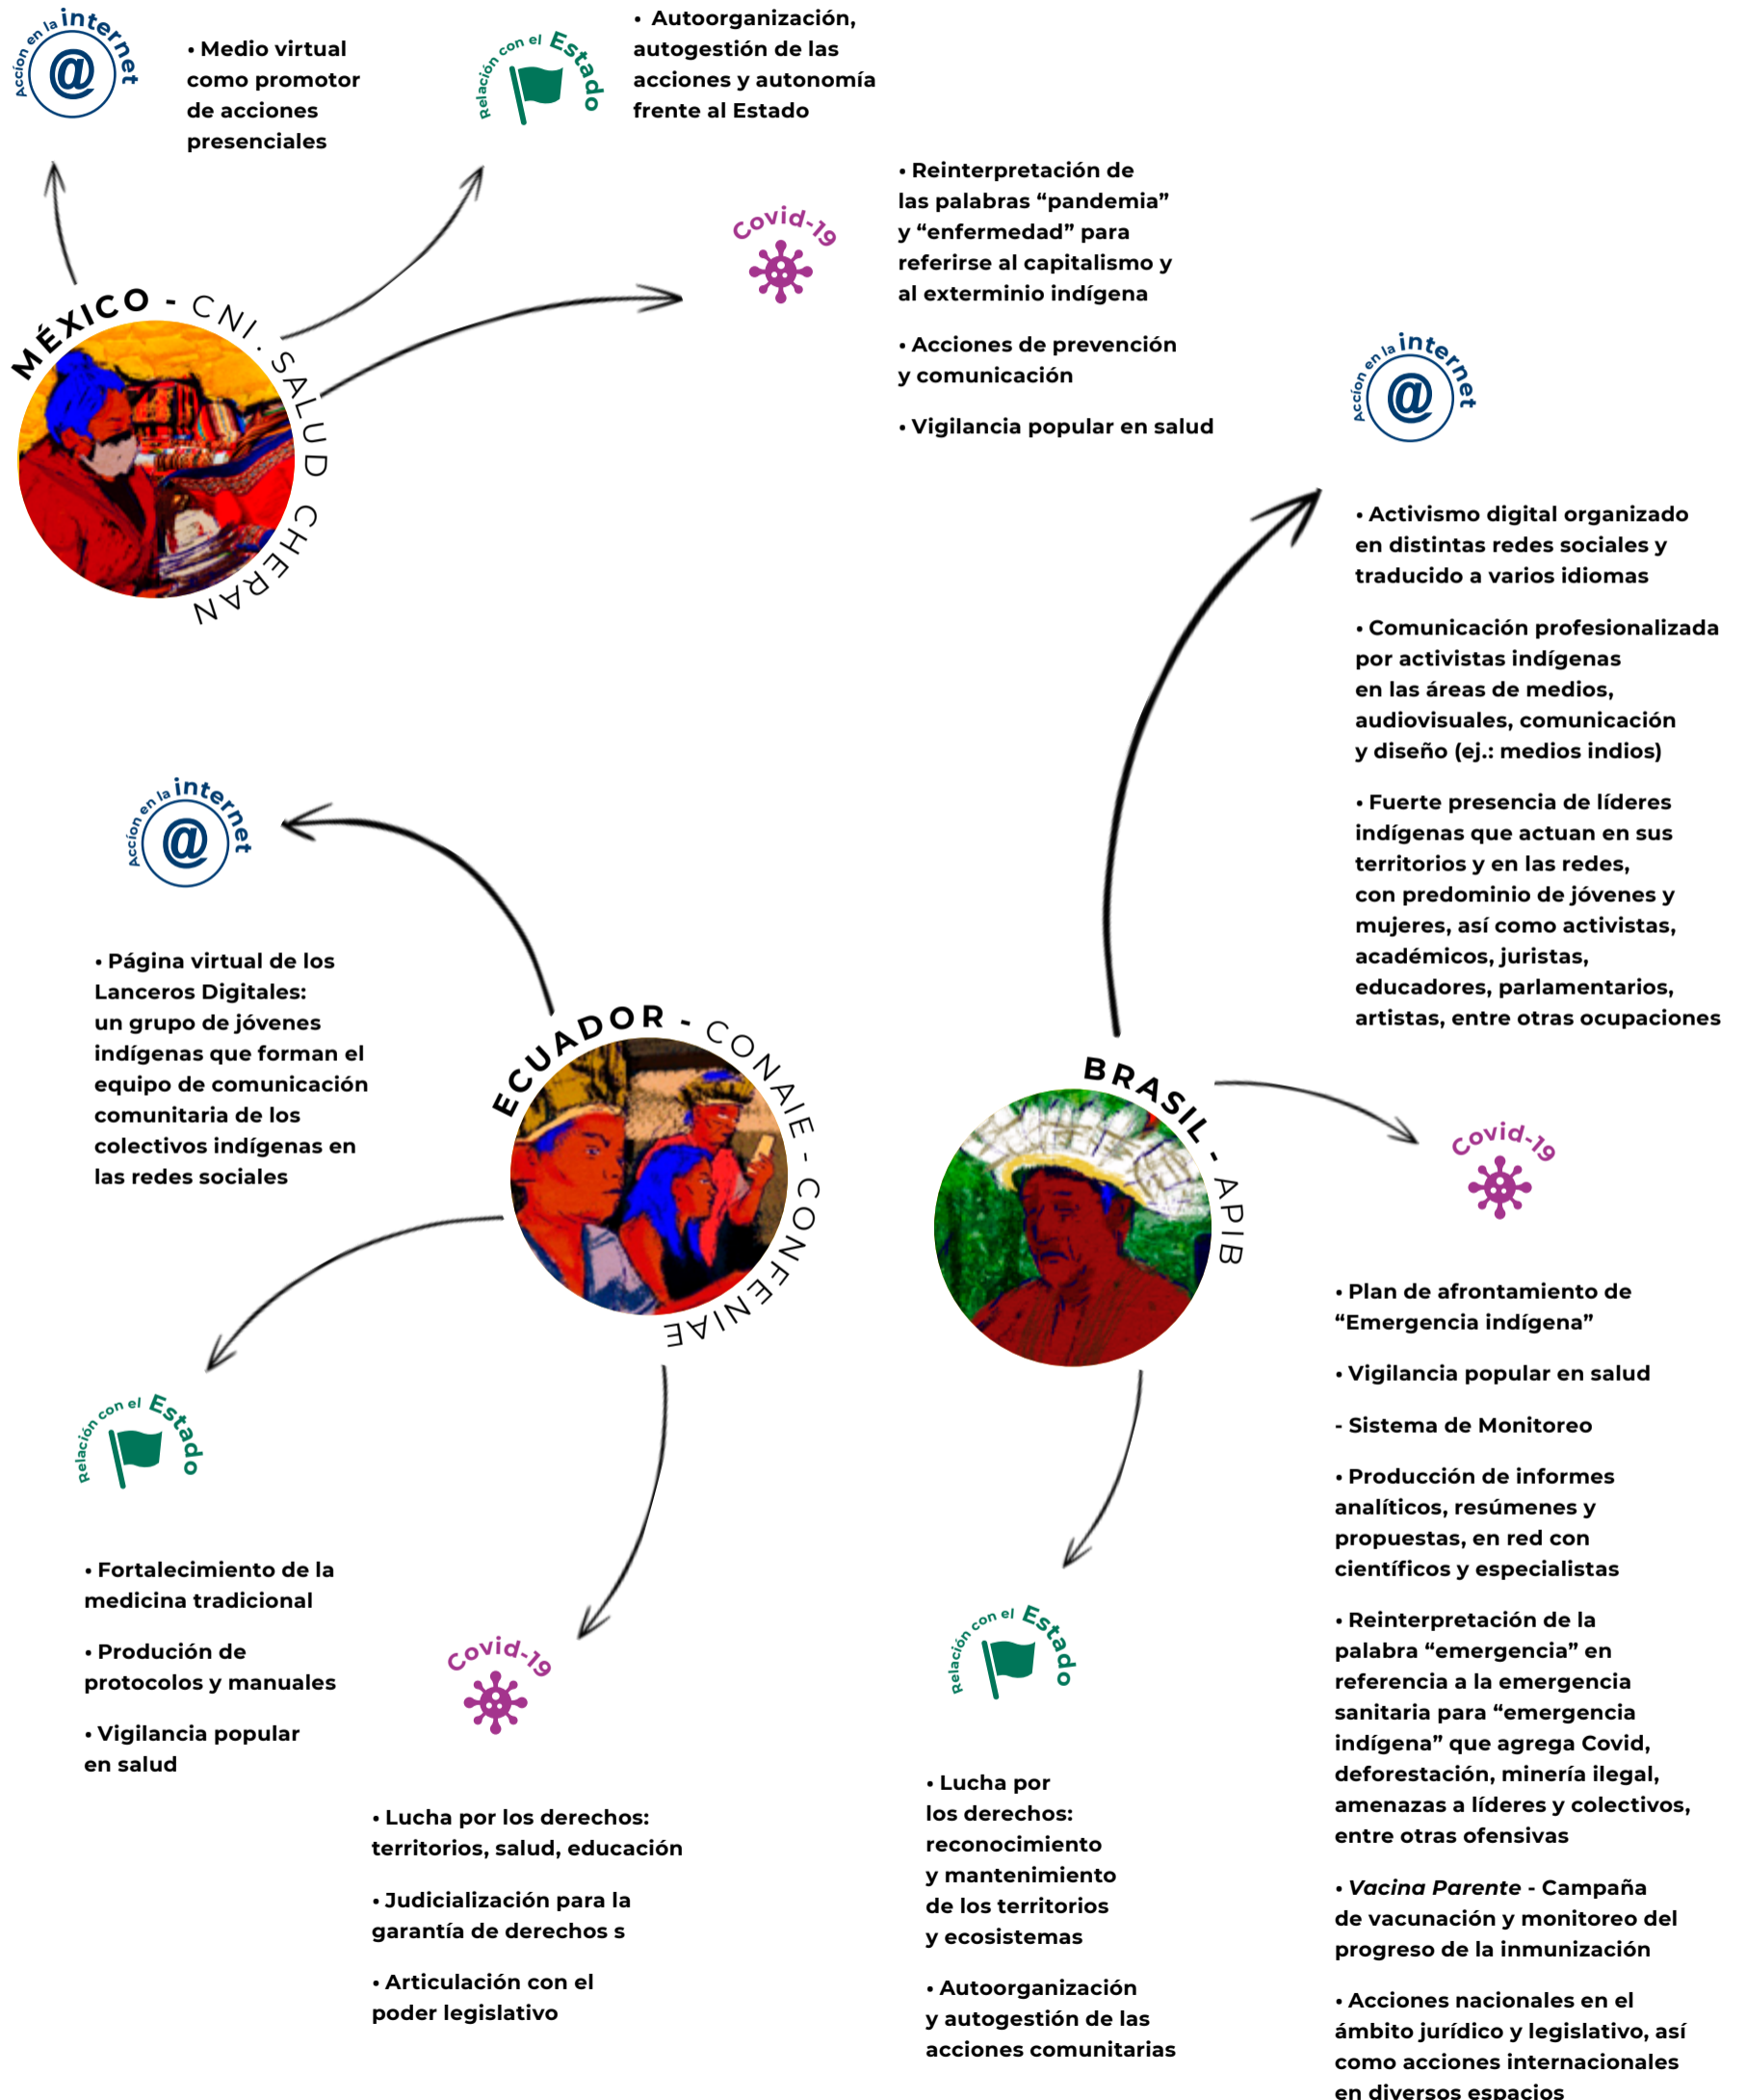 Accíon en la internet
@
• Medio virtual
como promotor
de acciones
presenciales
Relación con el Estado
• Autoorganización,
autogestión de las
acciones y autonomía
frente al Estado
Covid-19
• Reinterpretación de
las palabras “pandemia”
y “enfermedad” para
referirse al capitalismo y
al exterminio indígena
• Acciones de prevención
y comunicación
• Vigilancia popular en salud
MÉXICO - CNI. SALUD CHERAN
Accíon en la internet
@
• Activismo digital organizado
en distintas redes sociales y
traducido a varios idiomas
• Comunicación profesionalizada
por activistas indígenas
en las áreas de medios,
audiovisuales, comunicación
y diseño (ej.: medios indios)
• Fuerte presencia de líderes
indígenas que actuan en sus
territorios y en las redes,
con predominio de jóvenes y
mujeres, así como activistas,
académicos, juristas,
educadores, parlamentarios,
artistas, entre otras ocupaciones
Accíon en la internet
@
• Página virtual de los
Lanceros Digitales:
un grupo de jóvenes
indígenas que forman el
equipo de comunicación
comunitaria de los
colectivos indígenas en
las redes sociales
ECUADOR - CONAIE - CONFENIAE
BRASIL - APIB
Relación con el Estado
• Fortalecimiento de la
medicina tradicional
• Produción de
protocolos y manuales
• Vigilancia popular
en salud
Covid-19
• Lucha por los derechos:
territorios, salud, educación
• Judicialización para la
garantía de derechos s
• Articulación con el
poder legislativo
Relación con el Estado
• Lucha por
los derechos:
reconocimiento
y mantenimiento
de los territorios
y ecosistemas
• Autoorganización
y autogestión de las
acciones comunitarias
Covid-19
• Plan de afrontamiento de
“Emergencia indígena”
• Vigilancia popular en salud
- Sistema de Monitoreo
• Producción de informes
analíticos, resúmenes y
propuestas, en red con
científicos y especialistas
• Reinterpretación de la
palabra “emergencia” en
referencia a la emergencia
sanitaria para “emergencia
indígena” que agrega Covid,
deforestación, minería ilegal,
amenazas a líderes y colectivos,
entre otras ofensivas
• Vacina Parente - Campaña
de vacunación y monitoreo del
progreso de la inmunización
• Acciones nacionales en el
ámbito jurídico y legislativo, así
como acciones internacionales
en diversos espacios